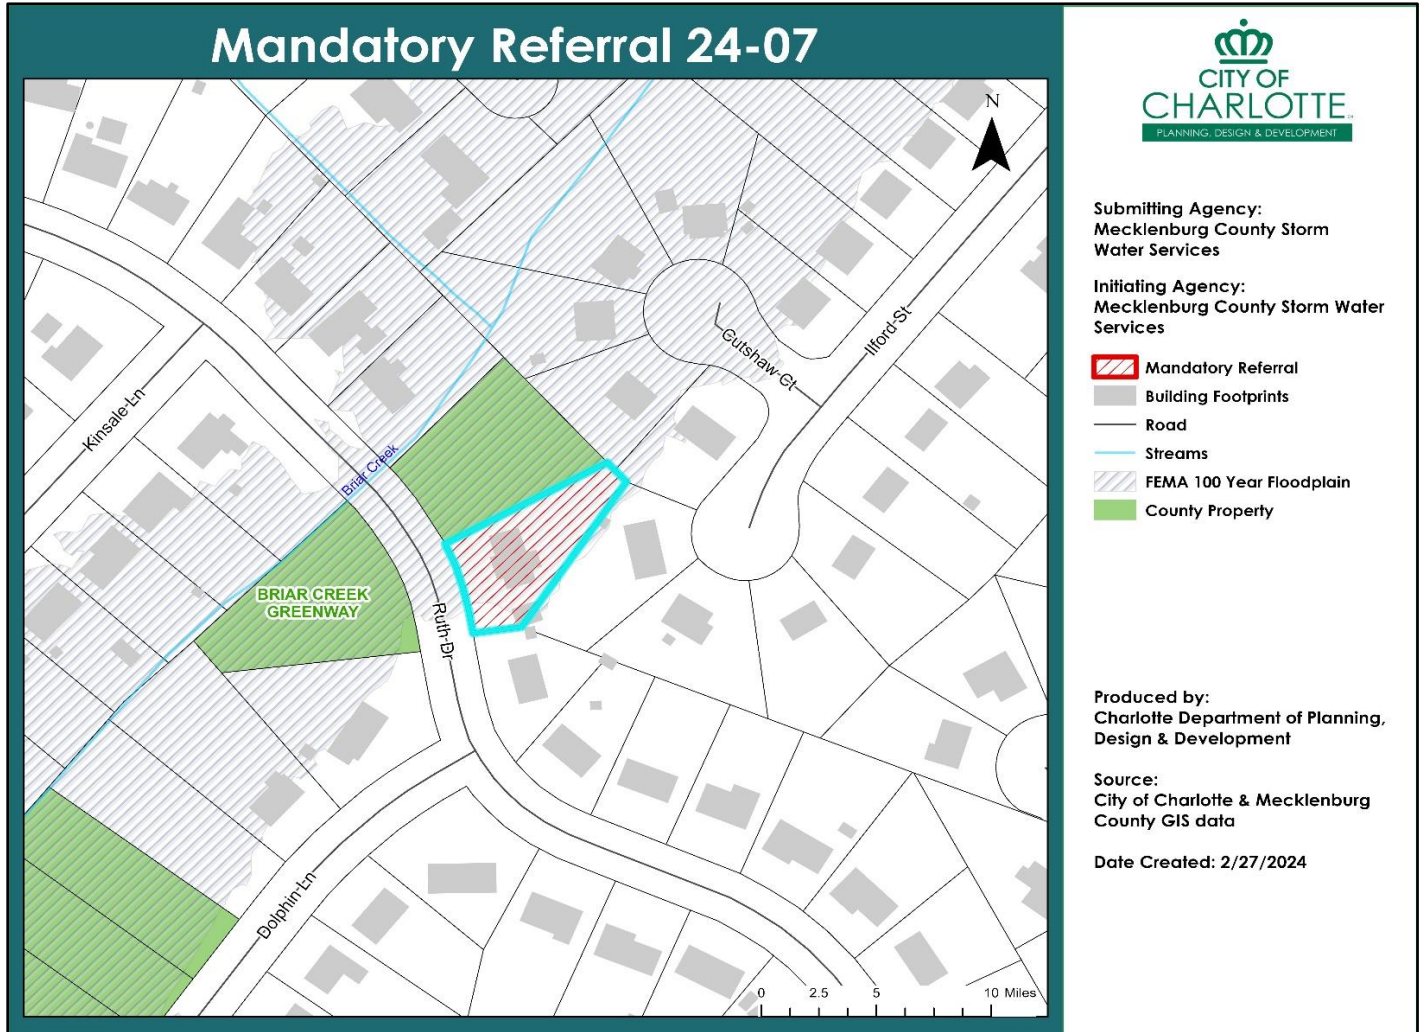 Mandatory Referral 24-07
N
Ilford-St
Cutshaw-Ct
Kinsale-Ln
Briar Creek
BRIAR CREEK
GREENWAY
Ruth-Dr
Dolphin-Ln
0 2.5 5 10 Miles
CITY OF
CHARLOTTE
PLANNING, DESIGN & DEVELOPMENT
Submitting Agency:
Mecklenburg County Storm
Water Services
Initiating Agency:
Mecklenburg County Storm Water
Services
Mandatory Referral
Building Footprints
Road
Streams
FEMA 100 Year Floodplain
County Property
Produced by:
Charlotte Department of Planning,
Design & Development
Source:
City of Charlotte & Mecklenburg
County GIS data
Date Created: 2/27/2024